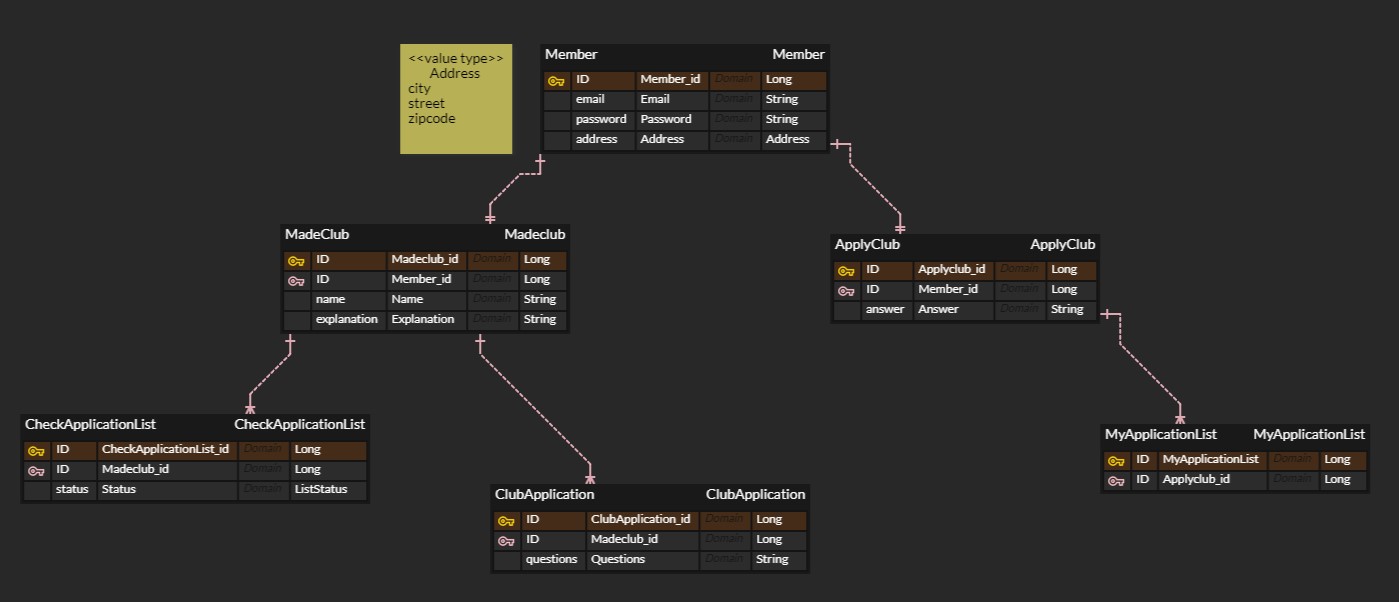 <<value type>>
Address
city
street
zipcode
Member Member
ID Member_id Domain Long
email Email Domain String
password Password Domain String
address Address Domain Address
MadeClub Madeclub
ID Madeclub_id Domain Long
ID Member_id Domain Long
name Name Domain String
explanation Explanation Domain String
ApplyClub ApplyClub
ID Applyclub_id Domain Long
ID Member_id Domain Long
answer Answer Domain String
CheckApplicationList CheckApplicationList
ID CheckApplicationList_id Domain Long
ID Madeclub_id Domain Long
status Status Domain ListStatus
ClubApplication ClubApplication
ID ClubApplication_id Domain Long
ID Madeclub_id Domain Long
questions Questions Domain String
MyApplicationList MyApplicationList
ID MyApplicationList Domain Long
ID Applyclub_id Domain Long